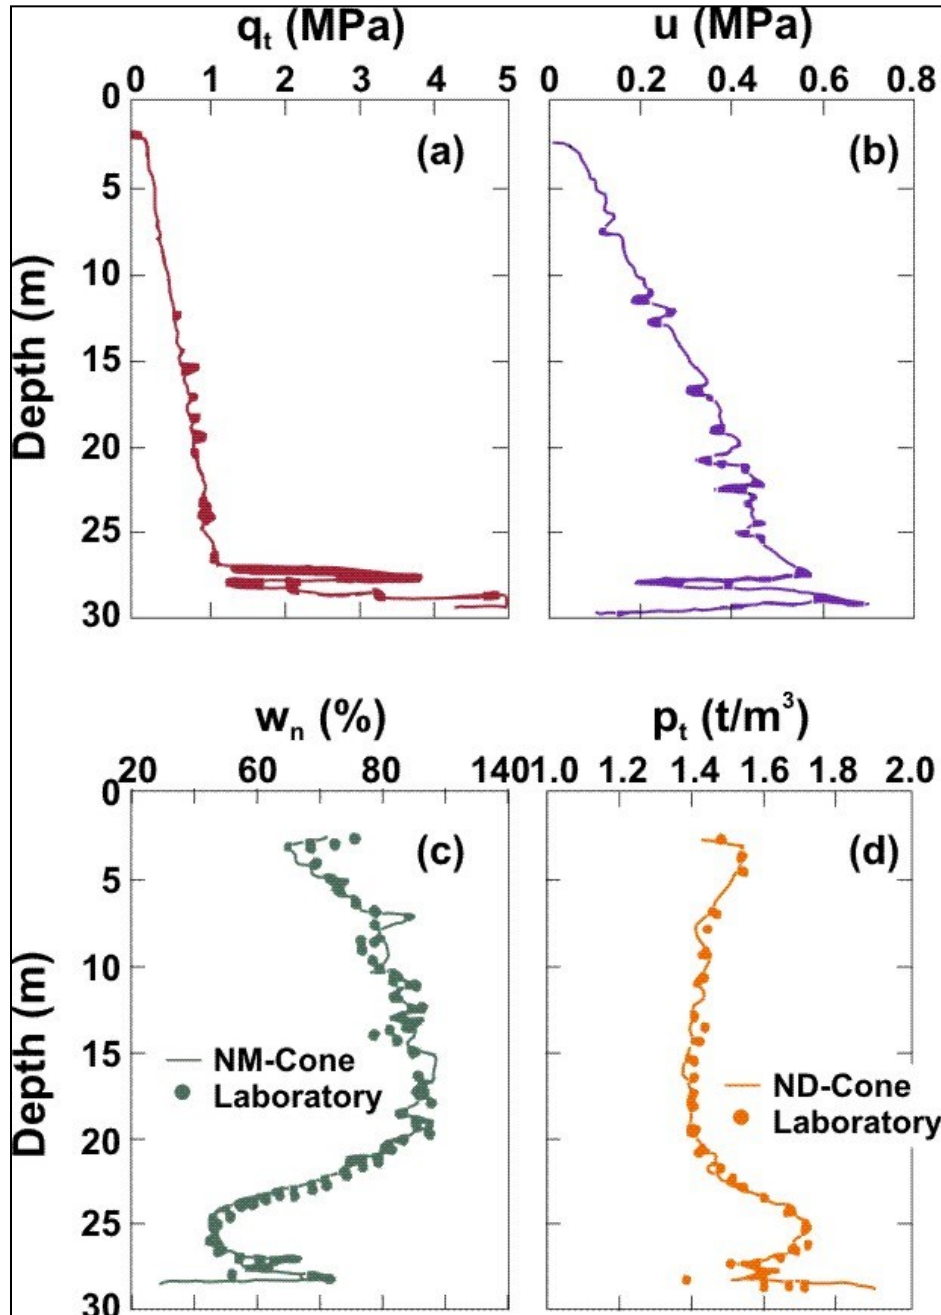 qt (MPa)
u (MPa)
0 1 2 3 4 5
0 0.2 0.4 0.6 0.8
0
5
10
15
20
25
30
Depth (m)
(a)
(b)
wn (%)
pt (t/m³)
20 60 80 140
1.0 1.2 1.4 1.6 1.8 2.0
0
5
10
15
20
25
30
Depth (m)
(c)
(d)
NM-Cone
Laboratory
ND-Cone
Laboratory